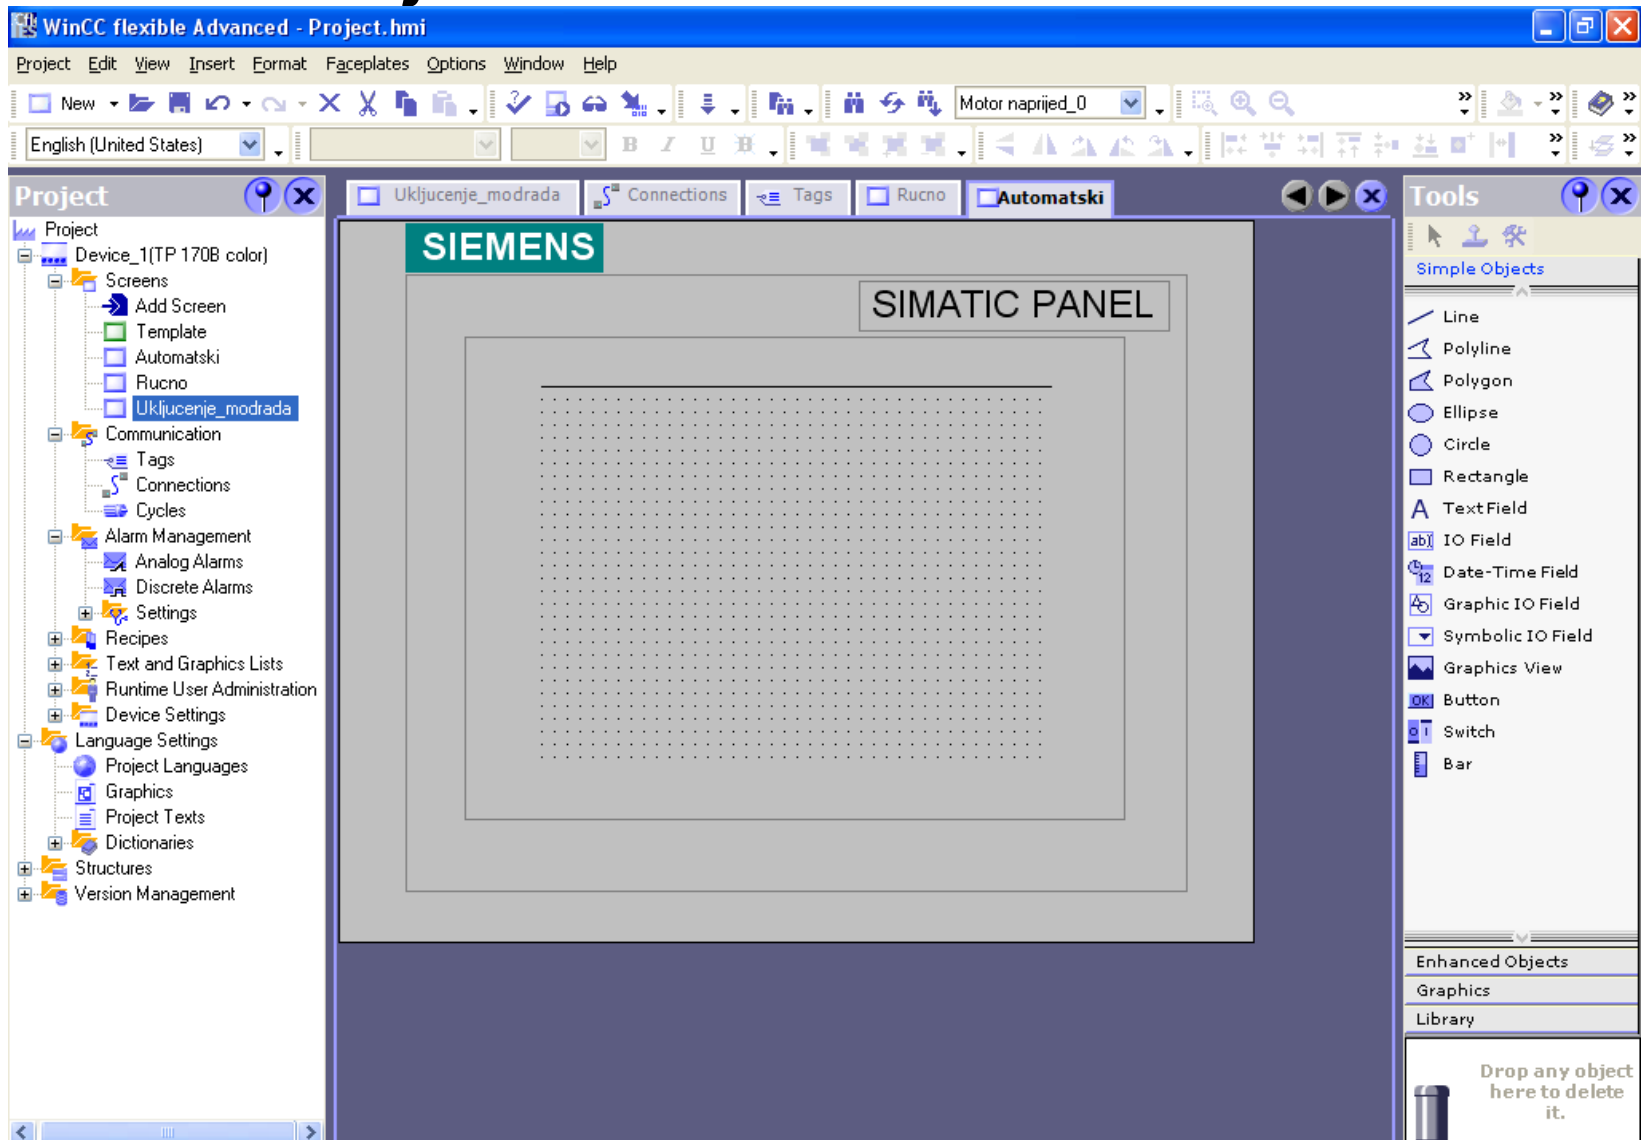 WinCC flexible Advanced - Project.hmi
Project Edit View Insert Format Faceplates Options Window Help
New Motor naprijed_0
English (United States) B I U
Project
Project
Device_1(TP 170B color)
Screens
Add Screen
Template
Automatski
Rucno
Ukljucenje_modrada
Communication
Tags
Connections
Cycles
Alarm Management
Analog Alarms
Discrete Alarms
Settings
Recipes
Text and Graphics Lists
Runtime User Administration
Device Settings
Language Settings
Project Languages
Graphics
Project Texts
Dictionaries
Structures
Version Management
Ukljucenje_modrada Connections Tags Rucno Automatski
SIEMENS
SIMATIC PANEL
Tools
Simple Objects
Line
Polyline
Polygon
Ellipse
Circle
Rectangle
A Text Field
ab IO Field
12 Date-Time Field
Graphic IO Field
Symbolic IO Field
Graphics View
OK Button
Switch
Bar
Enhanced Objects
Graphics
Library
Drop any object
here to delete
it.